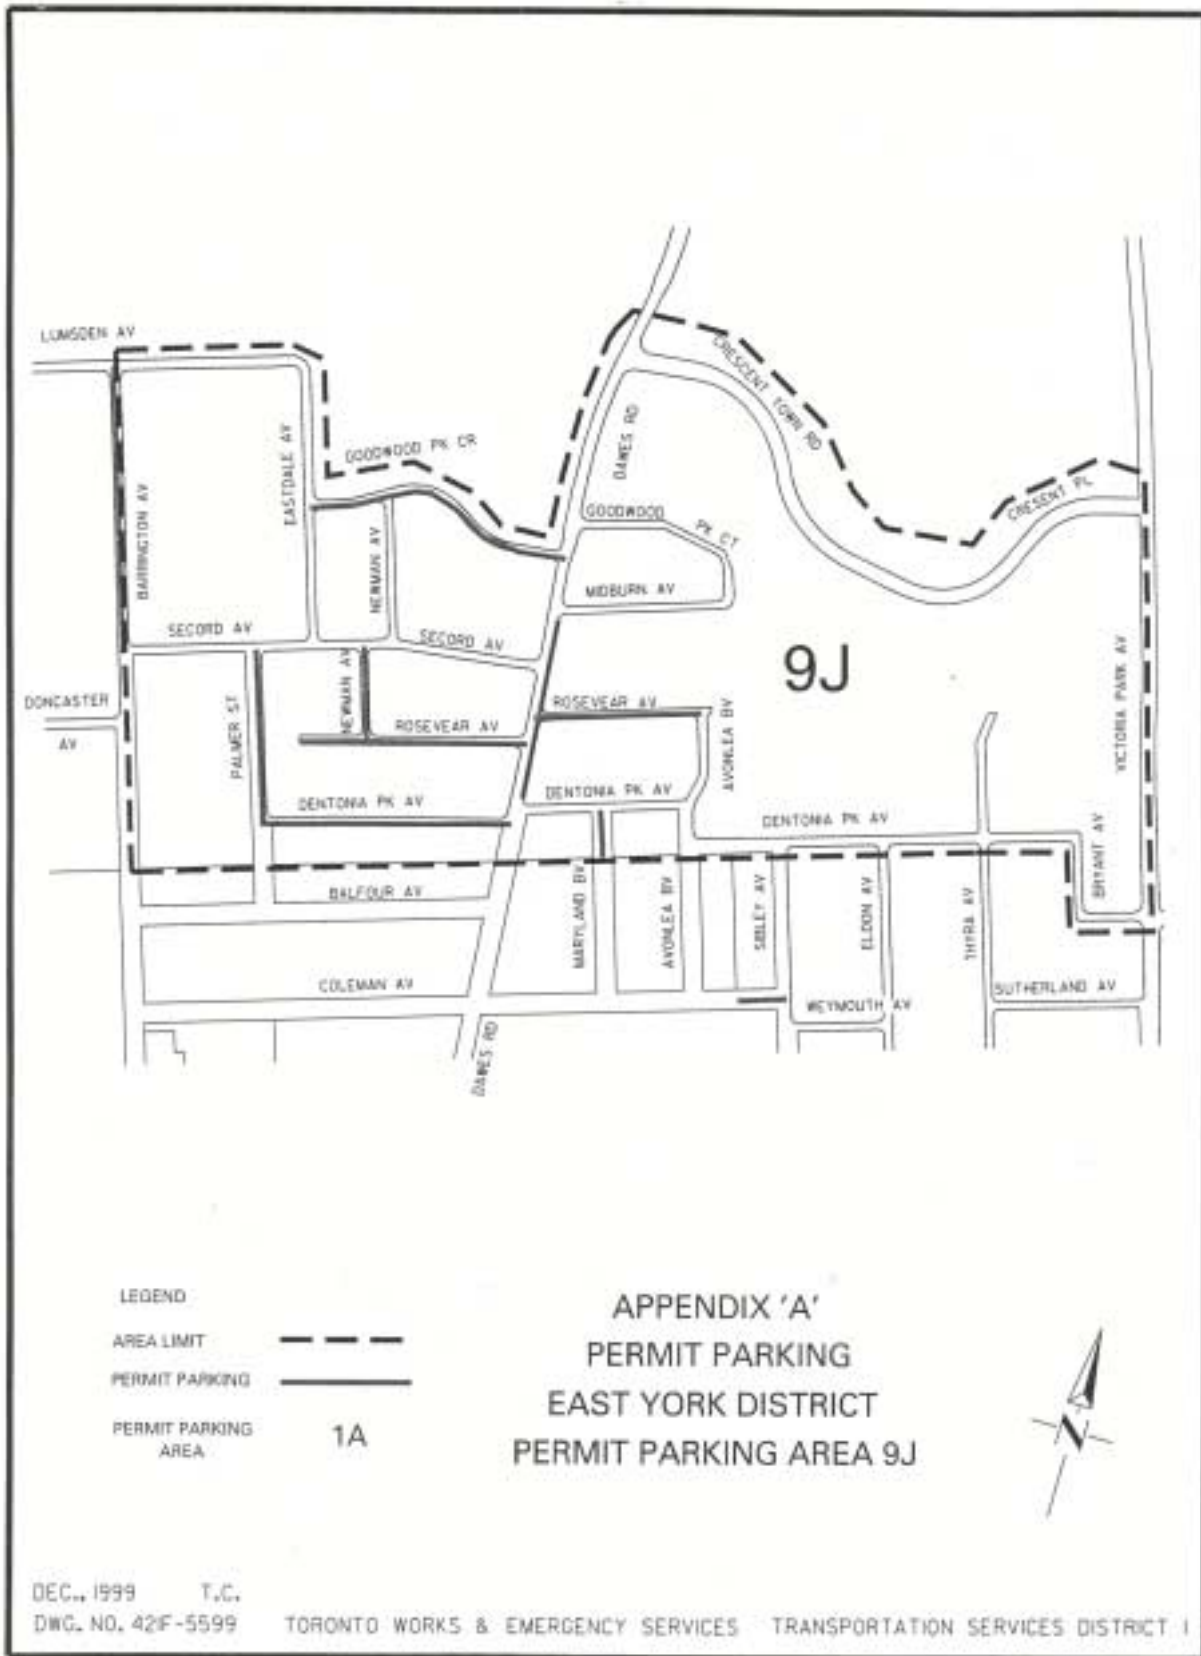 LUMSDEN AV
CRESCENT TOWN RD
DAWES RD
EASTDALE AV
GOODWOOD PK CR
CRESENT PL
BARRINGTON AV
NEWMAN AV
GOODWOOD
PK CT
MIDBURN AV
SECORD AV
SECORD AV
9J
DONCASTER
AV
PALMER ST
NEWMAN AV
ROSEVEAR AV
ROSEVEAR AV
AVONLEA BV
VICTORIA PARK AV
DENTONIA PK AV
DENTONIA PK AV
DENTONIA PK AV
BRYANT AV
BALFOUR AV
MARYLAND BV
AVONLEA BV
SIBLEY AV
ELDON AV
THYRA AV
COLEMAN AV
WEYMOUTH AV
SUTHERLAND AV
DAWES RD
LEGEND
AREA LIMIT
PERMIT PARKING
PERMIT PARKING
AREA
1A
APPENDIX 'A'
PERMIT PARKING
EAST YORK DISTRICT
PERMIT PARKING AREA 9J
N
DEC., 1999 T.C.
DWG. NO. 421F-5599
TORONTO WORKS & EMERGENCY SERVICES TRANSPORTATION SERVICES DISTRICT 1